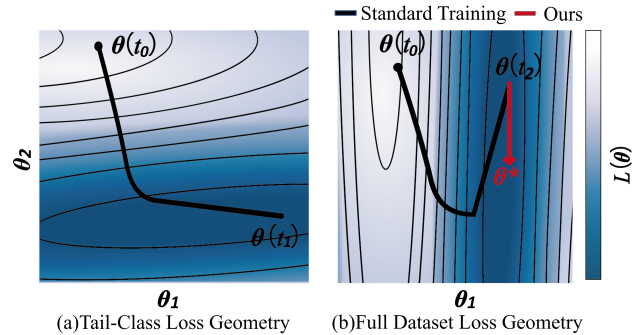 Standard Training Ours
θ(t₀)
θ(t₁)
θ₂
θ₁
(a)Tail-Class Loss Geometry
θ(t₀)
θ(t₂)
θ*
θ₁
L(θ)
(b)Full Dataset Loss Geometry